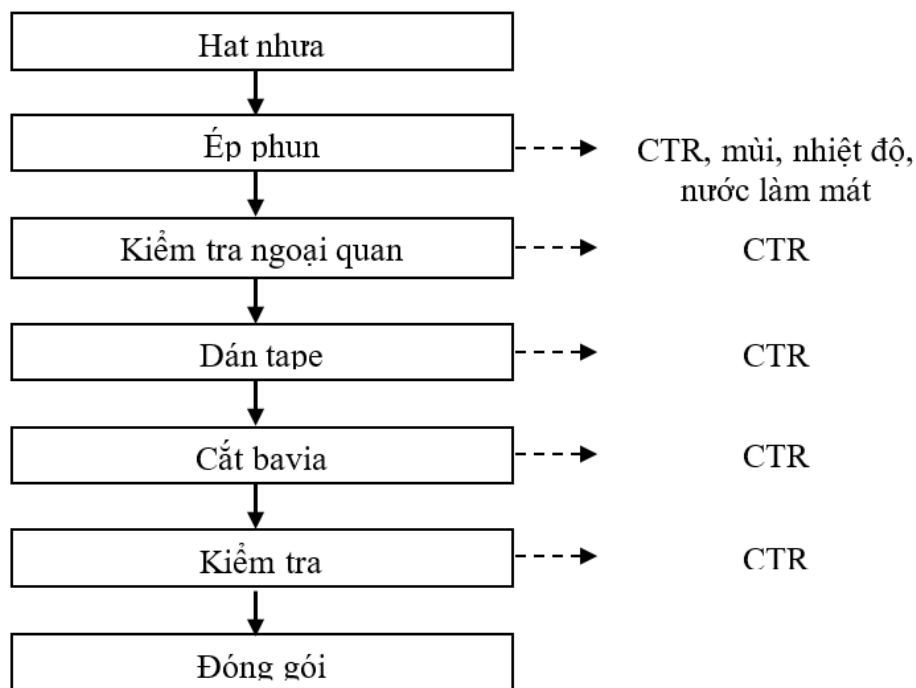 Hạt nhựa
Ép phun
CTR, mùi, nhiệt độ,
nước làm mát
Kiểm tra ngoại quan
CTR
Dán tape
CTR
Cắt bavia
CTR
Kiểm tra
CTR
Đóng gói